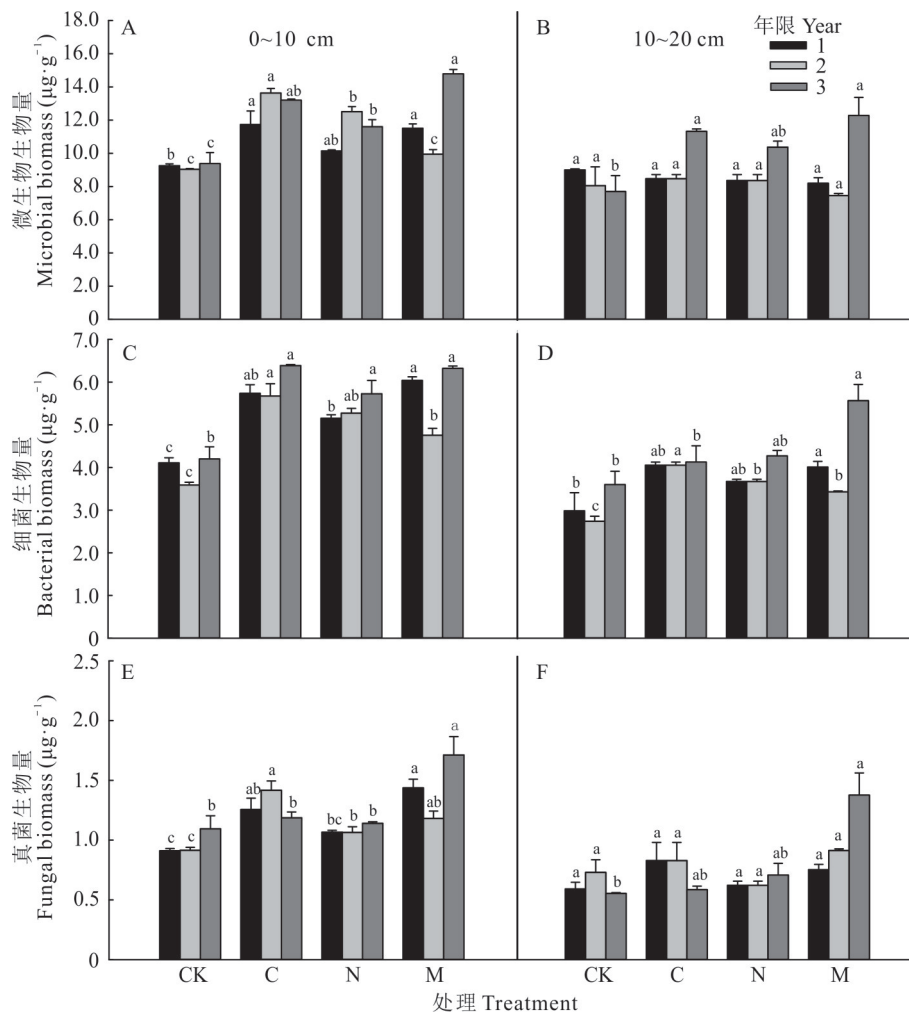 A
0~10 cm
B
10~20 cm
年限 Year
1
2
3
微生物生物量
Microbial biomass (μg·g⁻¹)
18.0
16.0
14.0
12.0
10.0
8.0
6.0
4.0
2.0
0.0
b c c
a a ab
ab b b
a c a
a a b
a a a
a a ab
a a a
C
D
细菌生物量
Bacterial biomass (μg·g⁻¹)
7.0
6.0
5.0
4.0
3.0
2.0
1.0
0
c c b
ab a a
b ab a
a b a
b c b
a a b
ab b ab
a b a
E
F
真菌生物量
Fungal biomass (μg·g⁻¹)
2.5
2.0
1.5
1.0
0.5
0
c c b
ab a b
bc b b
a ab a
a a b
a a ab
a a ab
a a a
CK C N M CK C N M
处理 Treatment